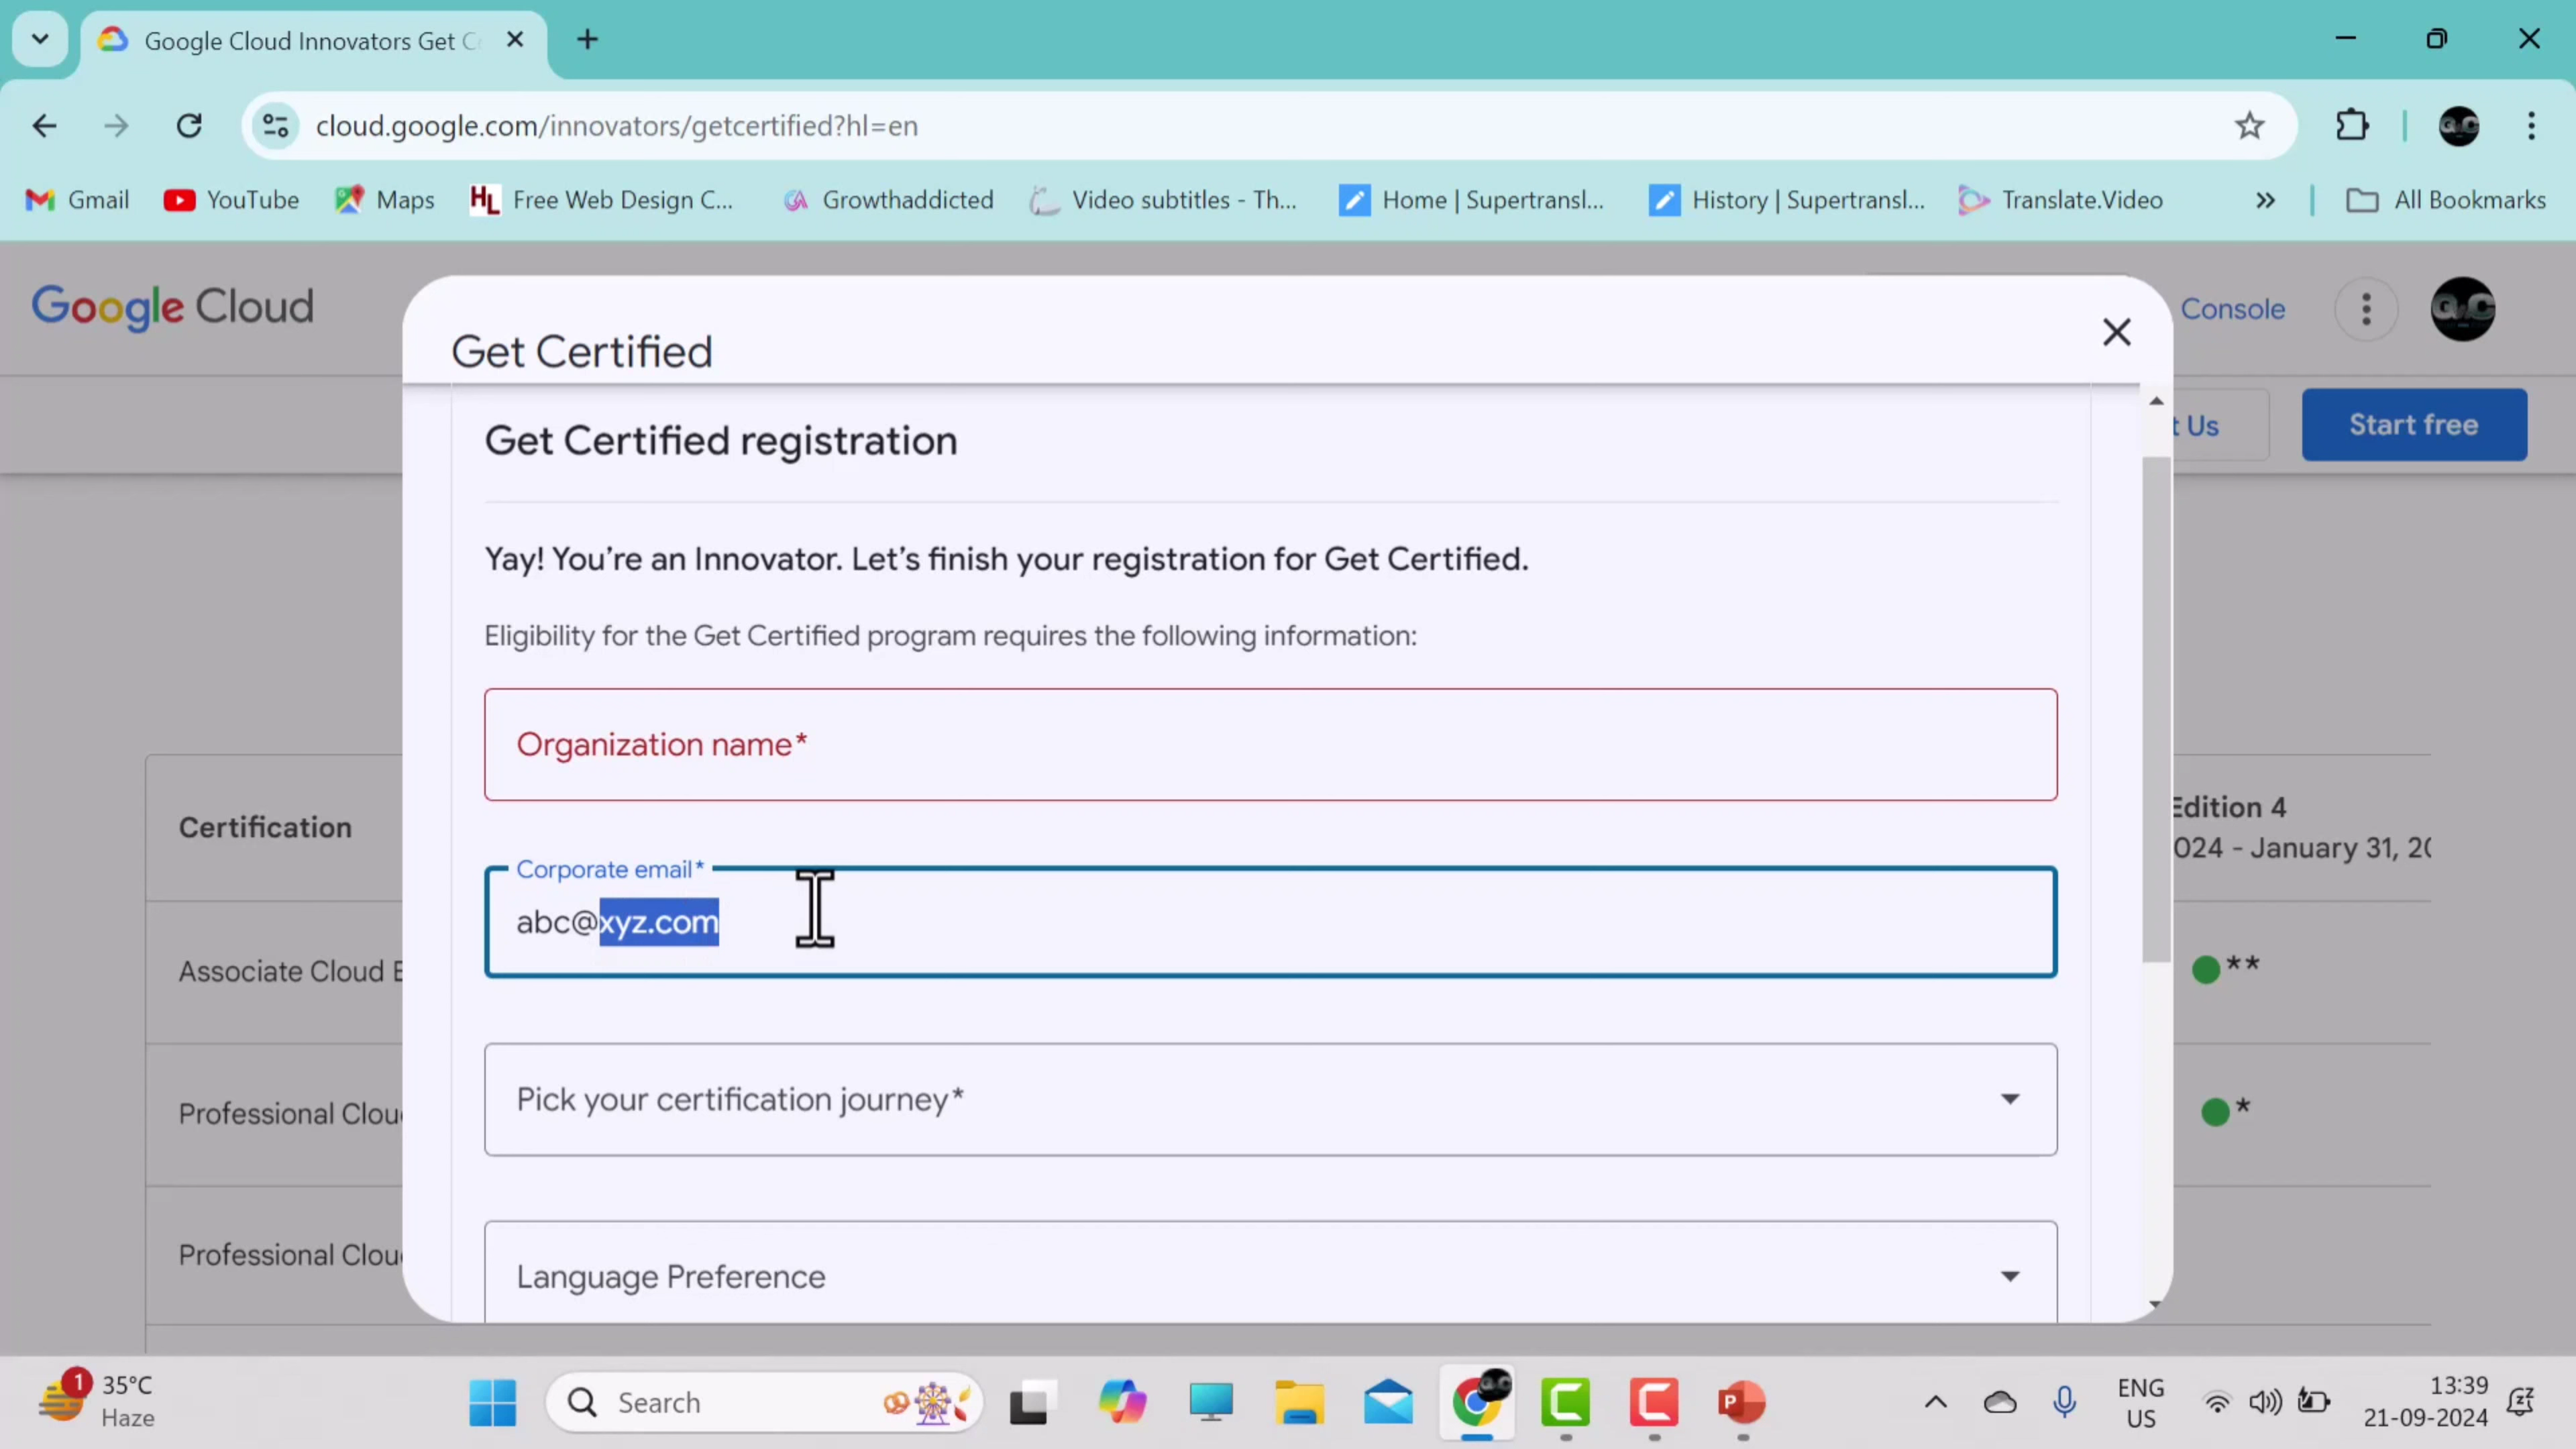 Google Cloud Innovators Get C
cloud.google.com/innovators/getcertified?hl=en
Gmail
YouTube
Maps
HL
Free Web Design C...
Growthaddicted
Video subtitles - Th...
Home | Supertransl...
History | Supertransl...
Translate.Video
All Bookmarks
Google Cloud
Get Certified
Console
t Us
Start free
Get Certified registration
Yay! You're an Innovator. Let's finish your registration for Get Certified.
Eligibility for the Get Certified program requires the following information:
Organization name*
Certification
Edition 4
024 - January 31, 20
Corporate email*
abc@xyz.com
Associate Cloud E
**
Pick your certification journey*
Professional Clou
*
Professional Clou
Language Preference
1
35°C
Haze
Search
P
ENG
US
13:39
21-09-2024